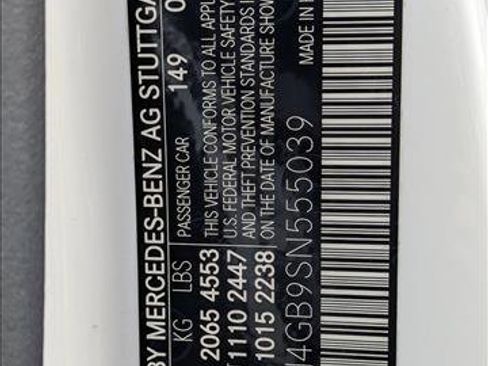 BY MERCEDES-BENZ AG STUTTGA
KG LBS PASSENGER CAR 149 0
2065 4553 THIS VEHICLE CONFORMS TO ALL APPL
1110 2447 U.S. FEDERAL MOTOR VEHICLE SAFETY
1015 2238 AND THEFT PREVENTION STANDARDS
ON THE DATE OF MANUFACTURE SHOW
4GB9SN555039 MADE IN